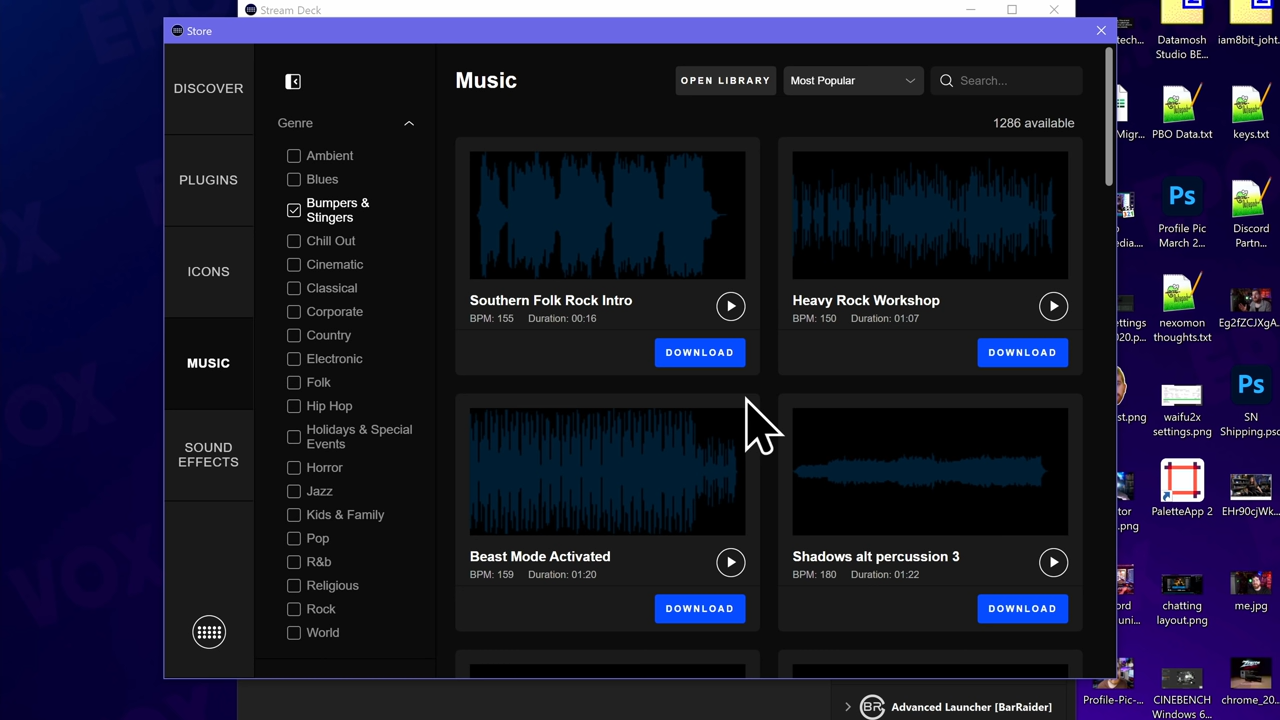 Stream Deck
Store
DISCOVER
PLUGINS
ICONS
MUSIC
SOUND
EFFECTS
Genre
Ambient
Blues
Bumpers &
Stingers
Chill Out
Cinematic
Classical
Corporate
Country
Electronic
Folk
Hip Hop
Holidays & Special
Events
Horror
Jazz
Kids & Family
Pop
R&b
Religious
Rock
World
Music
OPEN LIBRARY
Most Popular
Search...
1286 available
Southern Folk Rock Intro
BPM: 155 Duration: 00:16
DOWNLOAD
Heavy Rock Workshop
BPM: 150 Duration: 01:07
DOWNLOAD
Beast Mode Activated
BPM: 159 Duration: 01:20
DOWNLOAD
Shadows alt percussion 3
BPM: 180 Duration: 01:22
DOWNLOAD
BR
Advanced Launcher [BarRaider]
tech...
Datamosh
Studio BE...
iam8bit_joht...
Migr...
PBO Data.txt
keys.txt
Ps
Profile Pic
March 2...
Discord
Partn...
nexomon
thoughts.txt
Eg2fZCJXgA...
Ps
waifu2x
settings.png
SN
Shipping.psd
PaletteApp 2
EHr90cjWk...
chatting
layout.png
me.jpg
Profile-Pic-...
CINEBENCH
Windows 6...
chrome_20...
VOX